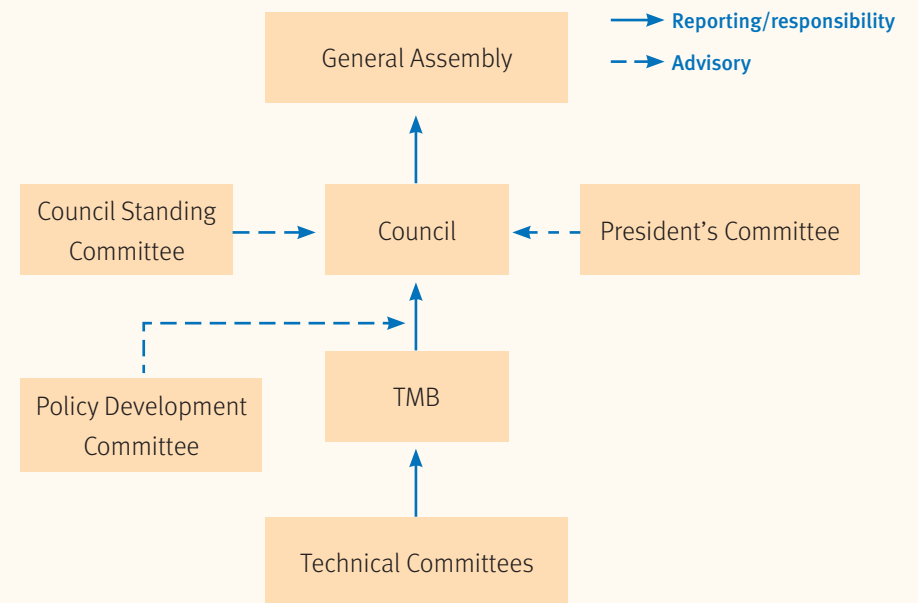 General Assembly
Reporting/responsibility
Advisory
Council Standing
Committee
Council
President’s Committee
Policy Development
Committee
TMB
Technical Committees